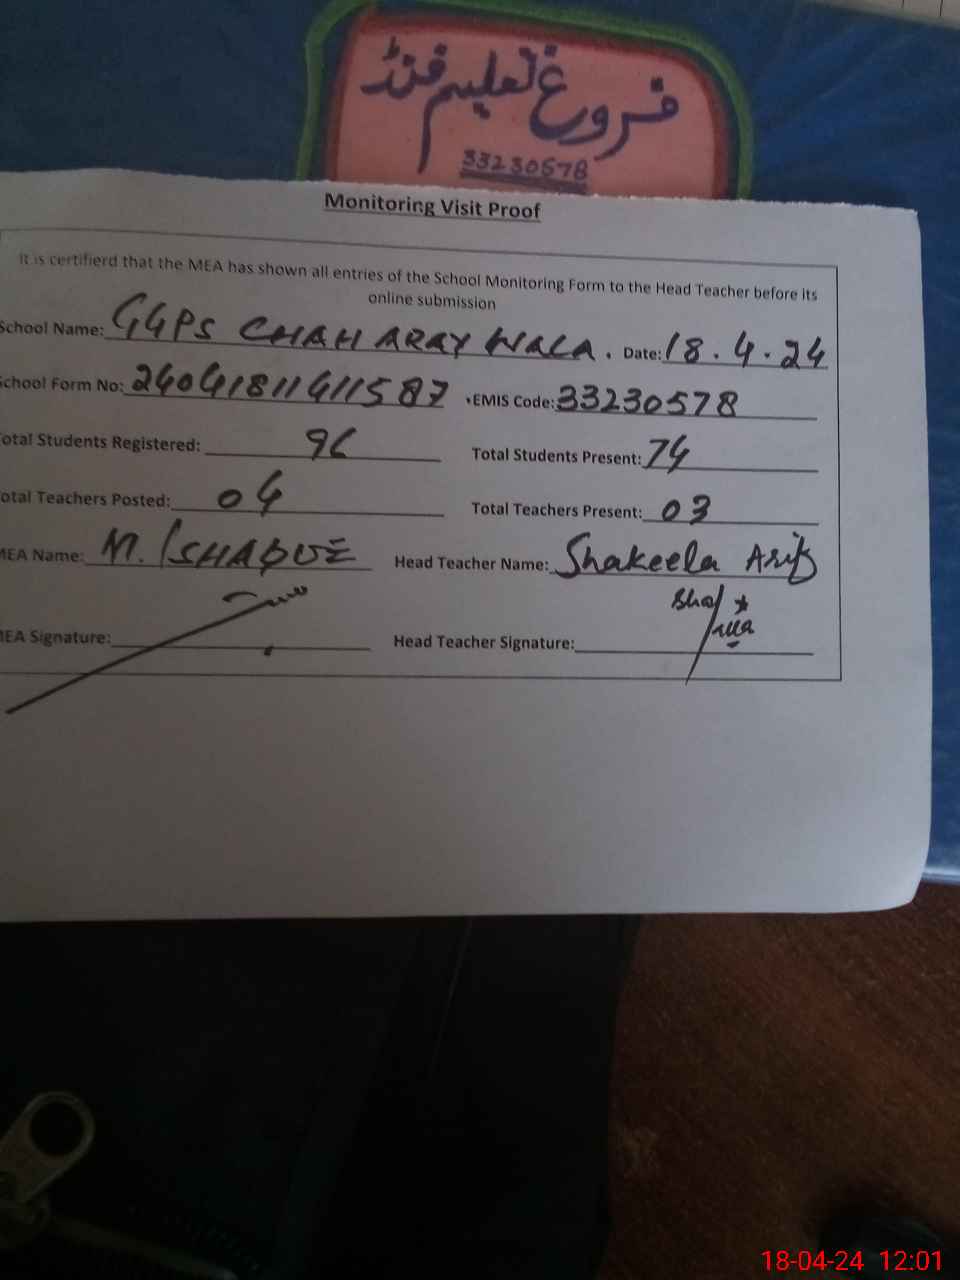 فروغ تعلیم فنڈ
33230578
Monitoring Visit Proof
It is certifierd that the MEA has shown all entries of the School Monitoring Form to the Head Teacher before its
online submission
School Name: GGPS CHAH ARAY WALA. Date: 18.4.24
School Form No: 24041811411587 EMIS Code: 33230578
Total Students Registered: 96 Total Students Present: 74
Total Teachers Posted: 04 Total Teachers Present: 03
MEA Name: M. ISHAQUE Head Teacher Name: Shakeela Arif
MEA Signature: Head Teacher Signature:
18-04-24 12:01